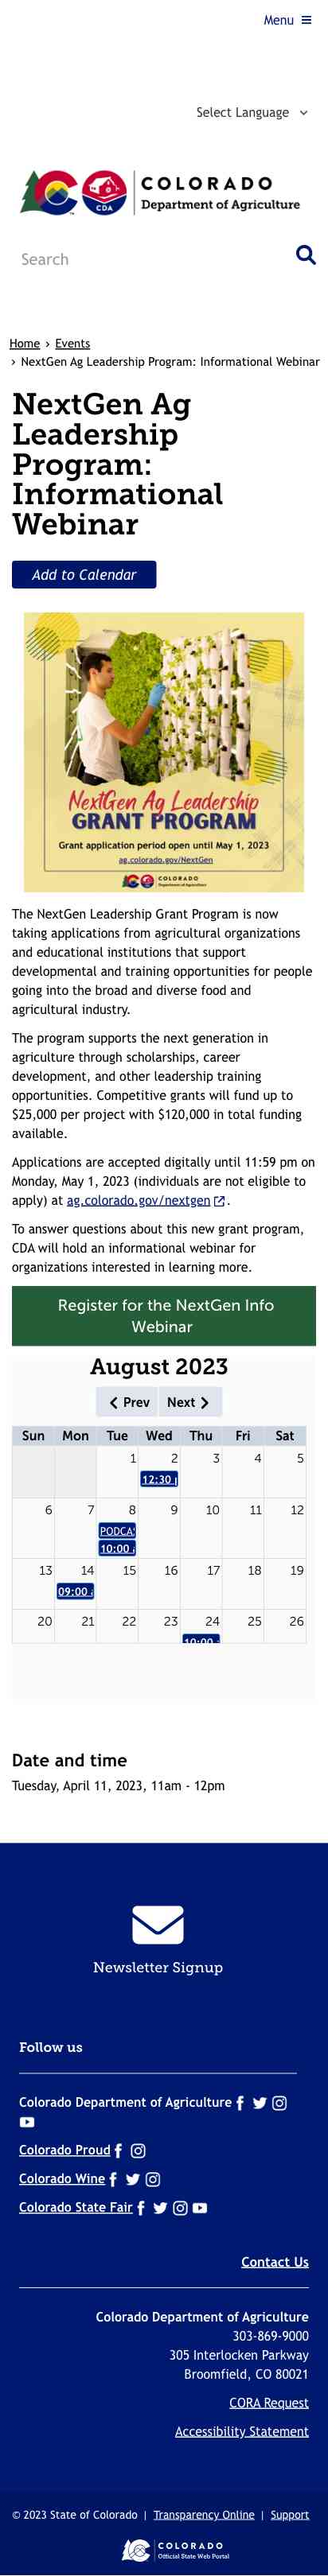 Menu
Select Language
COLORADO
Department of Agriculture
CDA
Search
Home › Events
› NextGen Ag Leadership Program: Informational Webinar
NextGen Ag
Leadership
Program:
Informational
Webinar
Add to Calendar
NextGen Ag Leadership
GRANT PROGRAM
Grant application period open until May 1, 2023
ag.colorado.gov/NextGen
COLORADO
Department of Agriculture
The NextGen Leadership Grant Program is now
taking applications from agricultural organizations
and educational institutions that support
developmental and training opportunities for people
going into the broad and diverse food and
agricultural industry.
The program supports the next generation in
agriculture through scholarships, career
development, and other leadership training
opportunities. Competitive grants will fund up to
$25,000 per project with $120,000 in total funding
available.
Applications are accepted digitally until 11:59 pm on
Monday, May 1, 2023 (individuals are not eligible to
apply) at ag.colorado.gov/nextgen .
To answer questions about this new grant program,
CDA will hold an informational webinar for
organizations interested in learning more.
Register for the NextGen Info
Webinar
August 2023
Prev Next
Sun Mon Tue Wed Thu Fri Sat
1 2 3 4 5
12:30
6 7 8 9 10 11 12
PODCA
10:00
13 14 15 16 17 18 19
09:00
20 21 22 23 24 25 26
10:00
Date and time
Tuesday, April 11, 2023, 11am - 12pm
Newsletter Signup
Follow us
Colorado Department of Agriculture
Colorado Proud
Colorado Wine
Colorado State Fair
Contact Us
Colorado Department of Agriculture
303-869-9000
305 Interlocken Parkway
Broomfield, CO 80021
CORA Request
Accessibility Statement
© 2023 State of Colorado | Transparency Online | Support
COLORADO
Official State Web Portal